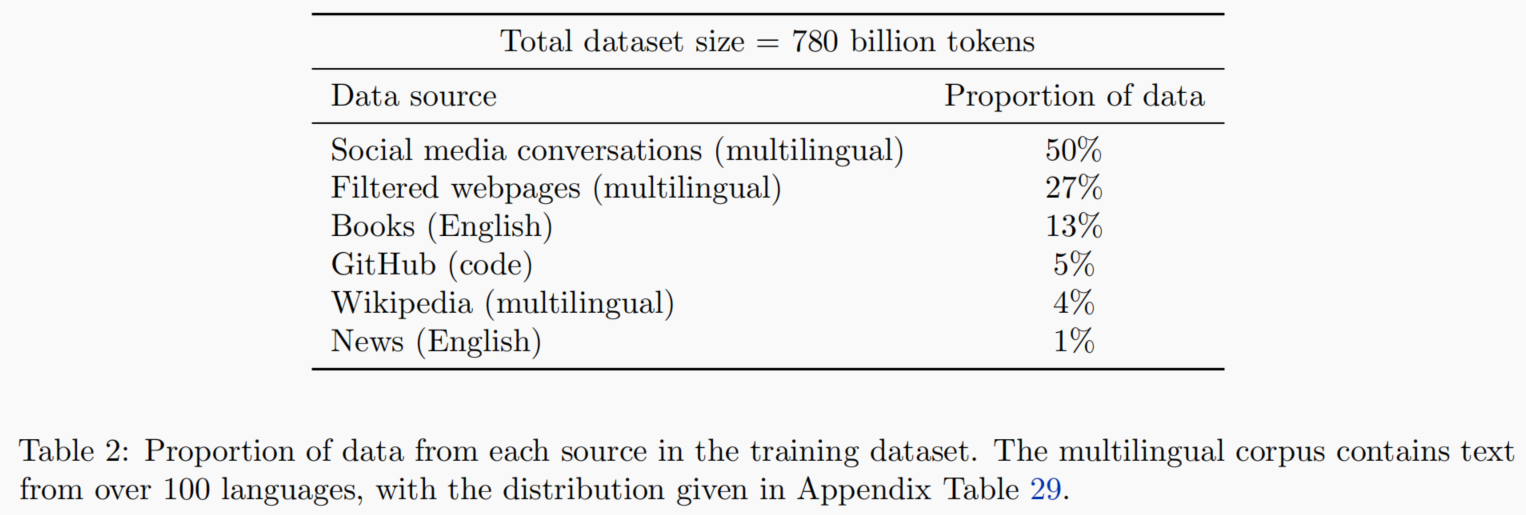 Total dataset size = 780 billion tokens
Data source Proportion of data
Social media conversations (multilingual) 50%
Filtered webpages (multilingual) 27%
Books (English) 13%
GitHub (code) 5%
Wikipedia (multilingual) 4%
News (English) 1%
Table 2: Proportion of data from each source in the training dataset. The multilingual corpus contains text
from over 100 languages, with the distribution given in Appendix Table 29.